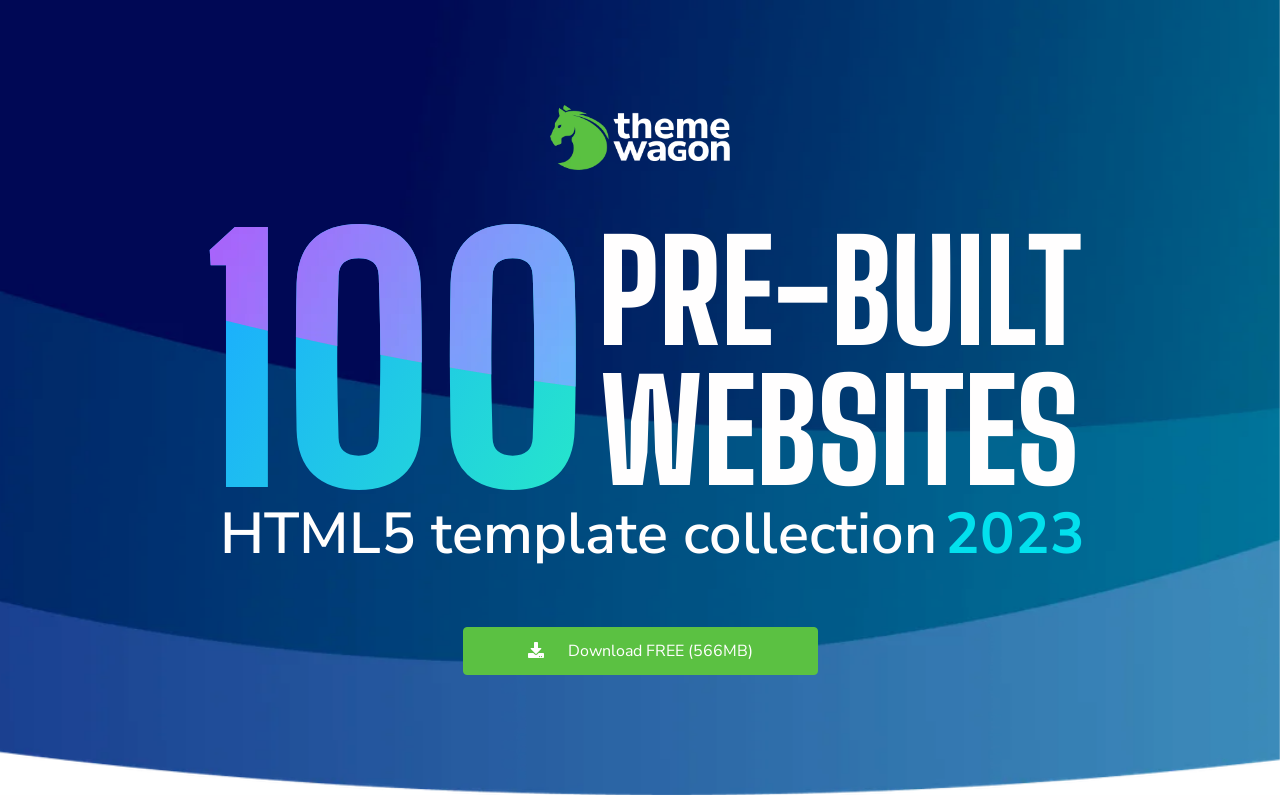 theme
wagon
100 PRE-BUILT
WEBSITES
HTML5 template collection 2023
Download FREE (566MB)